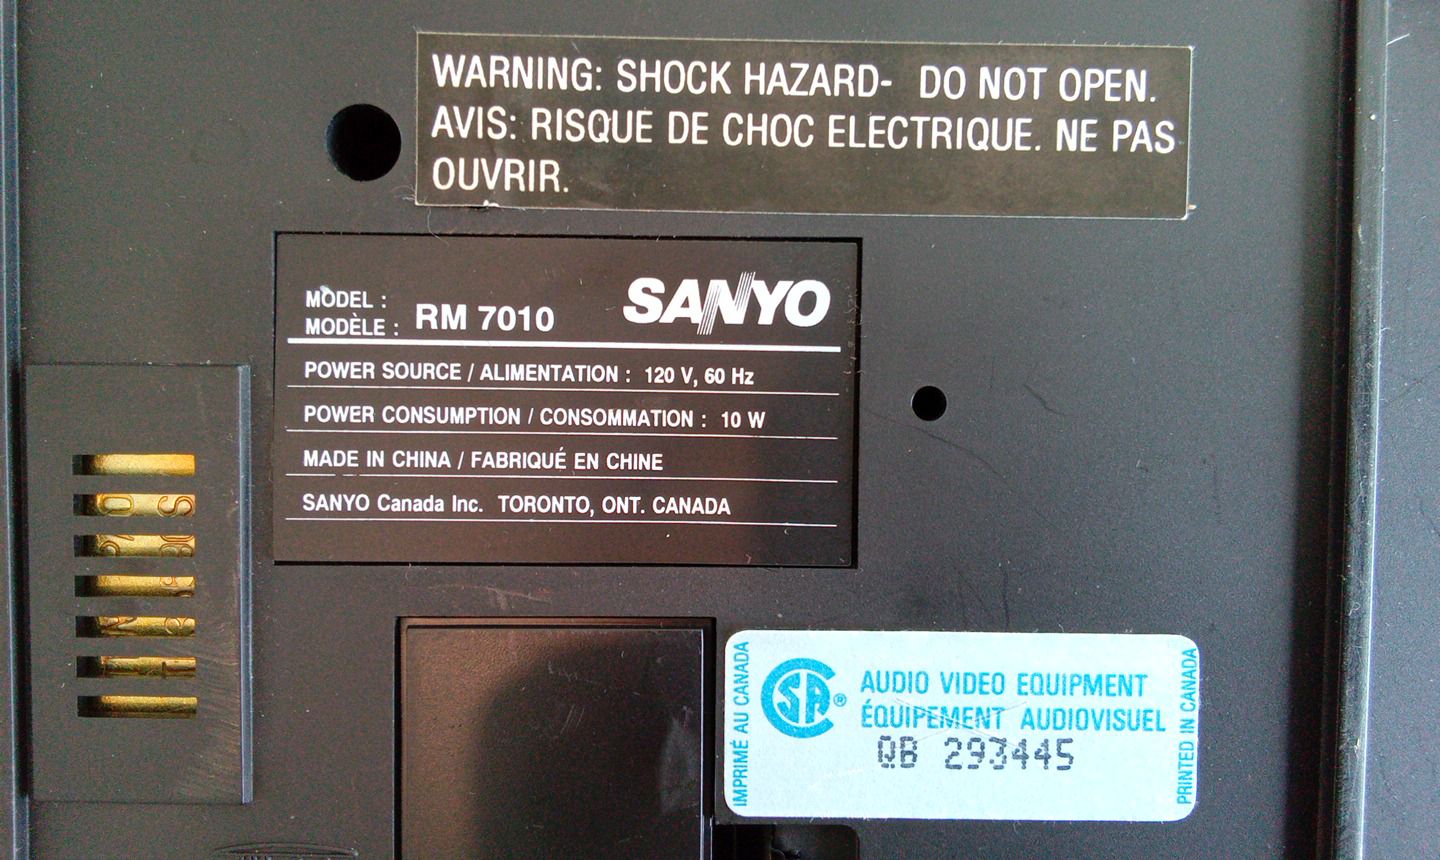 WARNING: SHOCK HAZARD- DO NOT OPEN.
AVIS: RISQUE DE CHOC ELECTRIQUE. NE PAS
OUVRIR.
MODEL :
MODÈLE : RM 7010
SANYO
POWER SOURCE / ALIMENTATION : 120 V, 60 Hz
POWER CONSUMPTION / CONSOMMATION : 10 W
MADE IN CHINA / FABRIQUÉ EN CHINE
SANYO Canada Inc. TORONTO, ONT. CANADA
IMPRIMÉ AU CANADA
CSA®
AUDIO VIDEO EQUIPMENT
ÉQUIPEMENT AUDIOVISUEL
QB 293445
PRINTED IN CANADA